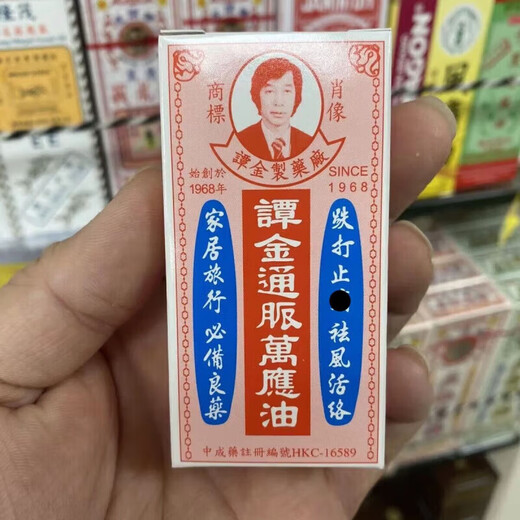 商標
肖像
譚金製藥廠
始創於
1968年
SINCE
1968
譚金通脈萬應油
跌打止
祛風活絡
家居旅行 必備良藥
中成藥註冊編號HKC-16589